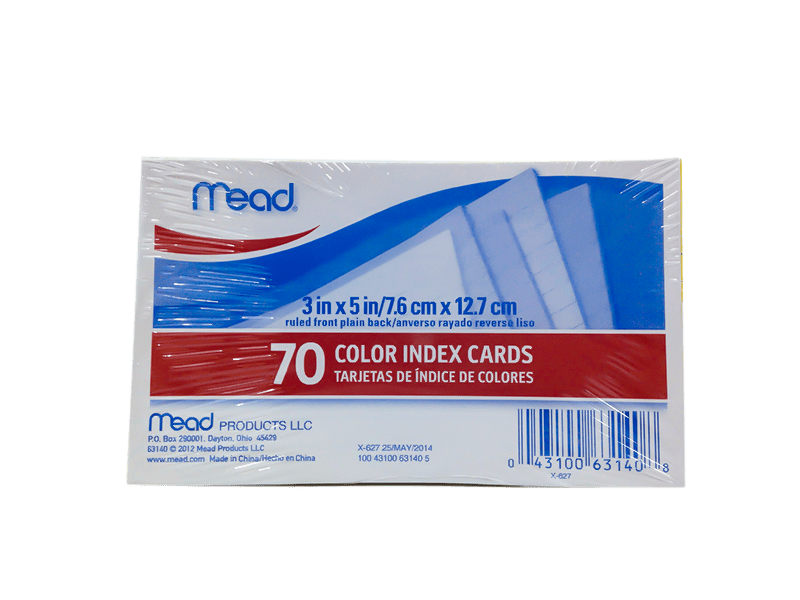 Mead®
3 in x 5 in/7.6 cm x 12.7 cm
ruled front plain back/anverso rayado reverso liso
70 COLOR INDEX CARDS
TARJETAS DE ÍNDICE DE COLORES
Mead PRODUCTS LLC
P.O. Box 290001, Dayton, Ohio 45429
63140 © 2012 Mead Products LLC
www.mead.com Made in China/Hecho en China
X-627 25/MAY/2014
100 43100 63140 5
0 43100 63140 8
X-627